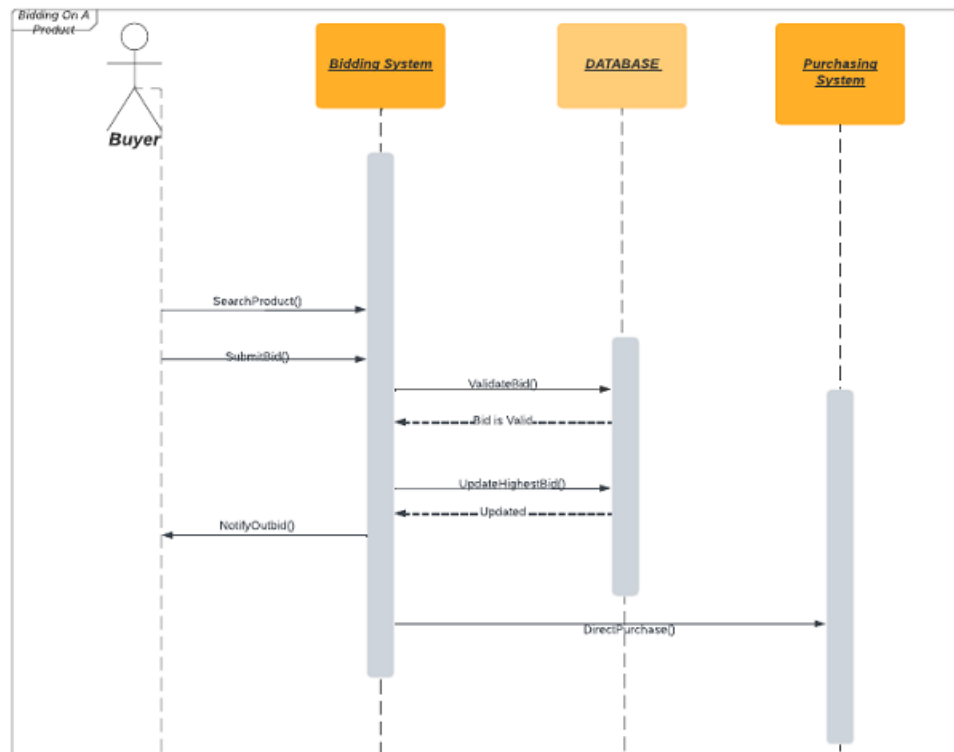 Bidding On A
Product
Buyer
Bidding System
DATABASE
Purchasing
System
SearchProduct()
SubmitBid()
ValidateBid()
Bid is Valid
UpdateHighestBid()
Updated
NotifyOutbid()
DirectPurchase()